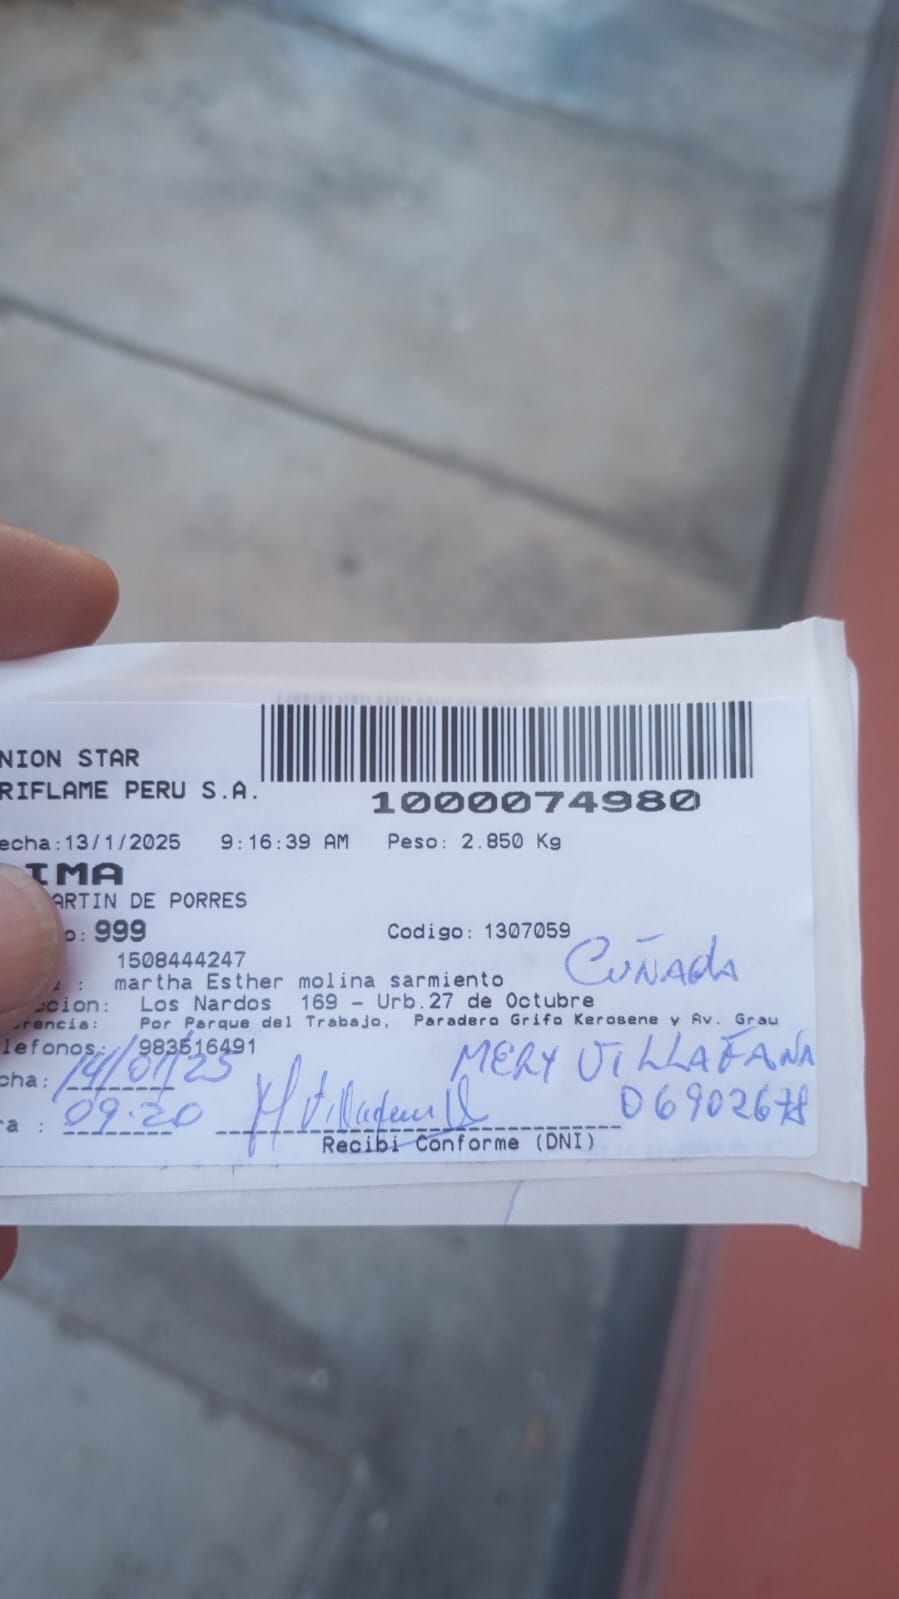 NION STAR
RIFLAME PERU S.A.
1000074980
echa:13/1/2025 9:16:39 AM Peso: 2.850 Kg
IMA
ARTIN DE PORRES
o: 999 Codigo: 1307059
1508444247 Cuñada
: martha Esther molina sarmiento
ccion: Los Nardos 169 - Urb.27 de Octubre
rencia: Por Parque del Trabajo, Paradero Grifo Kerosene y Av. Grau
lefonos: 983516491 MERY VILLAFANA
cha: 14/01/25
ra : 09:20 06902678
Recibi Conforme (DNI)